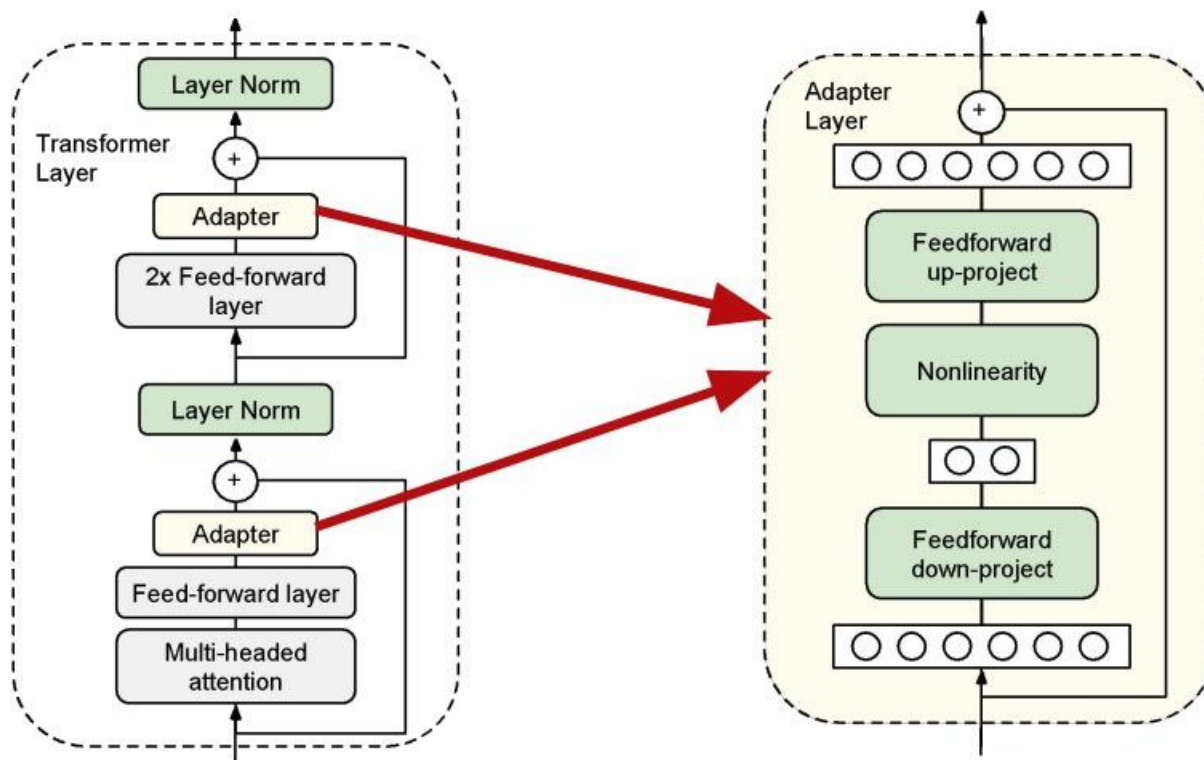 Layer Norm
Transformer
Layer
+
Adapter
2x Feed-forward
layer
Layer Norm
+
Adapter
Feed-forward layer
Multi-headed
attention
Adapter
Layer
+
Feedforward
up-project
Nonlinearity
Feedforward
down-project